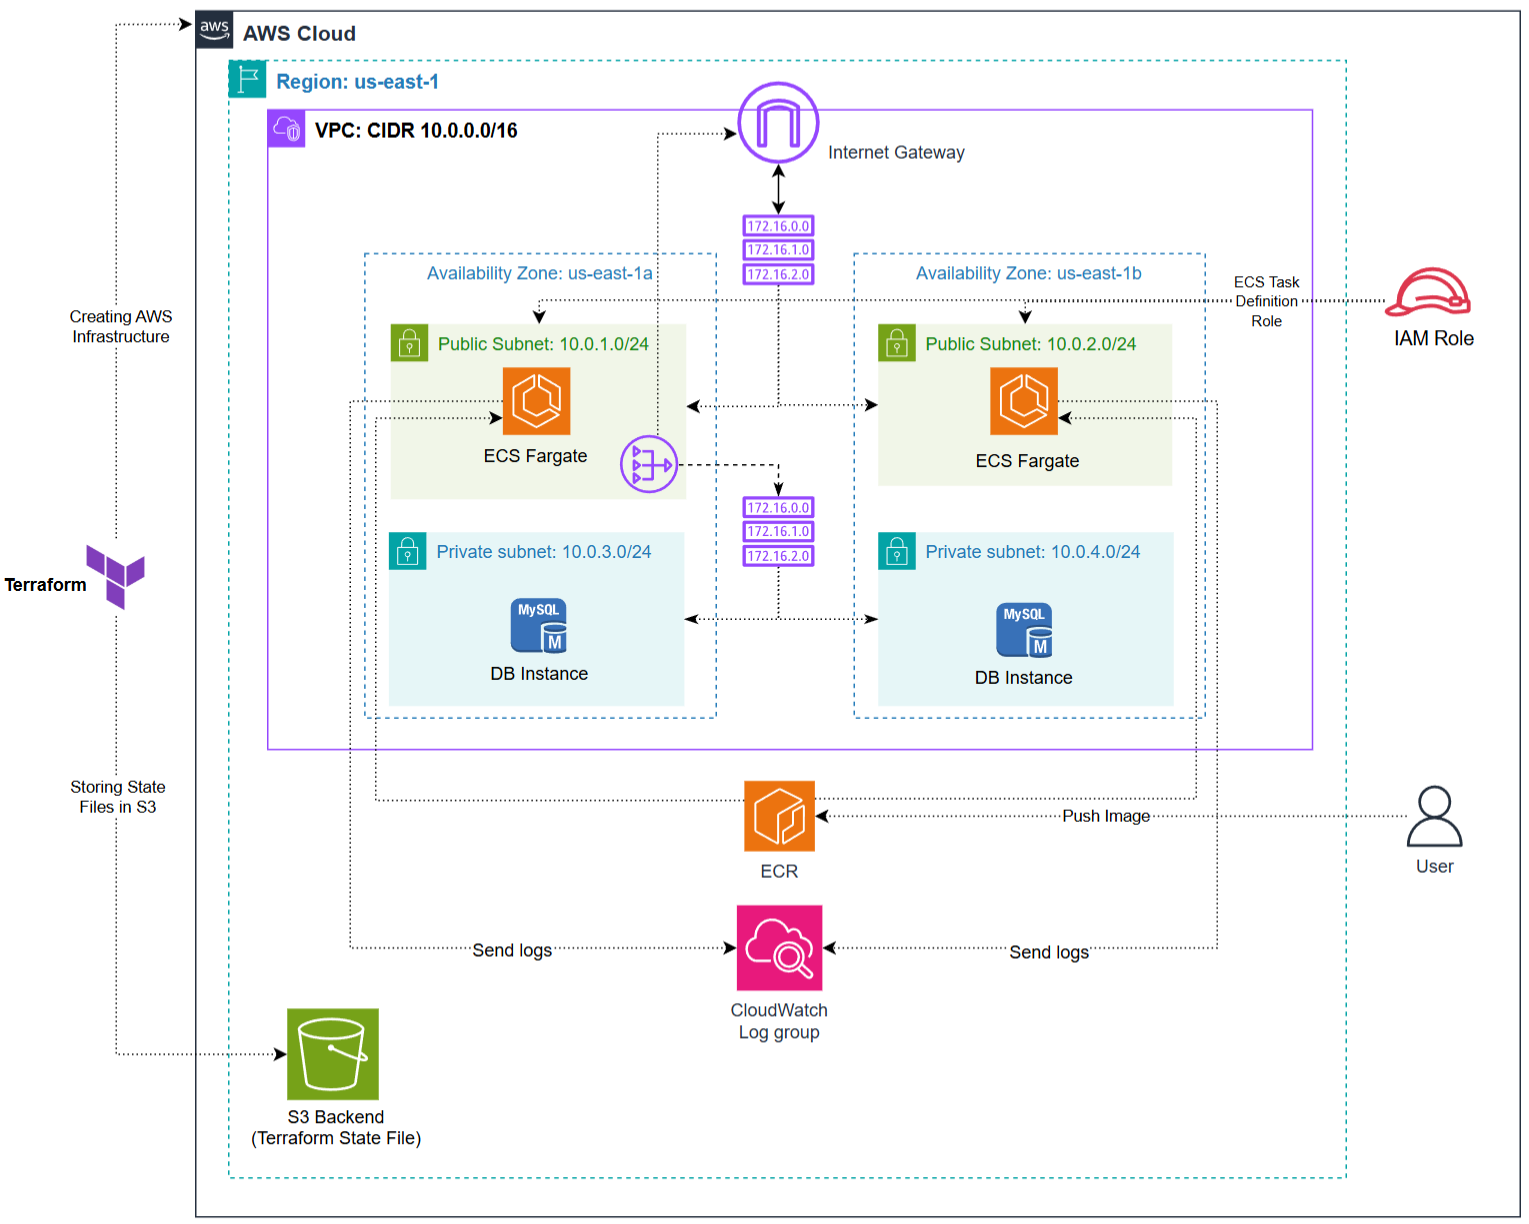 aws
AWS Cloud
Region: us-east-1
VPC: CIDR 10.0.0.0/16
Internet Gateway
172.16.0.0
172.16.1.0
172.16.2.0
Availability Zone: us-east-1a
Availability Zone: us-east-1b
ECS Task
Definition
Role
IAM Role
Creating AWS
Infrastructure
Public Subnet: 10.0.1.0/24
Public Subnet: 10.0.2.0/24
ECS Fargate
ECS Fargate
172.16.0.0
172.16.1.0
172.16.2.0
Private subnet: 10.0.3.0/24
Private subnet: 10.0.4.0/24
Terraform
MySQL
M
DB Instance
MySQL
M
DB Instance
Storing State
Files in S3
Push Image
ECR
User
Send logs
Send logs
CloudWatch
Log group
S3 Backend
(Terraform State File)